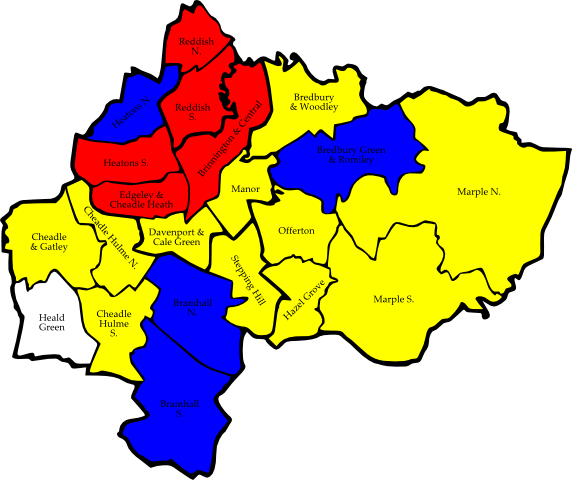 Reddish
N.
Heatons N.
Reddish
S.
Brinnington & Central
Bredbury
& Woodley
Heatons S.
Bredbury Green
& Romiley
Edgeley &
Cheadle Heath
Manor
Marple N.
Cheadle
& Gatley
Cheadle Hulme N.
Davenport &
Cale Green
Offerton
Stepping Hill
Hazel Grove
Marple S.
Heald
Green
Cheadle
Hulme
S.
Bramhall
N.
Bramhall
S.